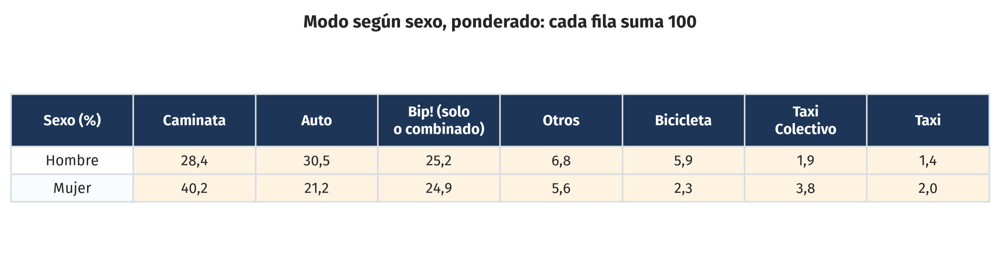 Modo según sexo, ponderado: cada fila suma 100
Sexo (%) Caminata Auto Bip! (solo o combinado) Otros Bicicleta Taxi Colectivo Taxi
Hombre 28,4 30,5 25,2 6,8 5,9 1,9 1,4
Mujer 40,2 21,2 24,9 5,6 2,3 3,8 2,0